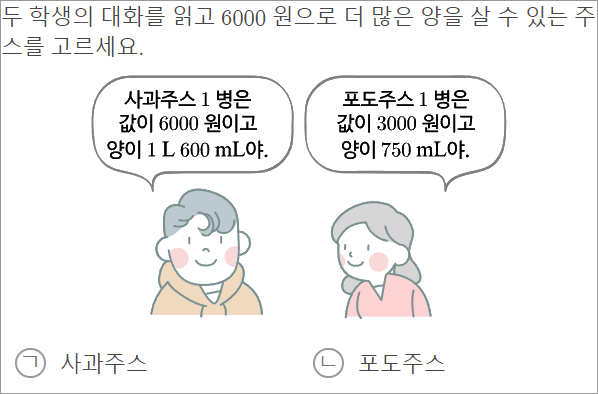 두 학생의 대화를 읽고 6000 원으로 더 많은 양을 살 수 있는 주
스를 고르세요.
사과주스 1 병은
값이 6000 원이고
양이 1 L 600 mL야.
포도주스 1 병은
값이 3000 원이고
양이 750 mL야.
㉠ 사과주스
㉡ 포도주스